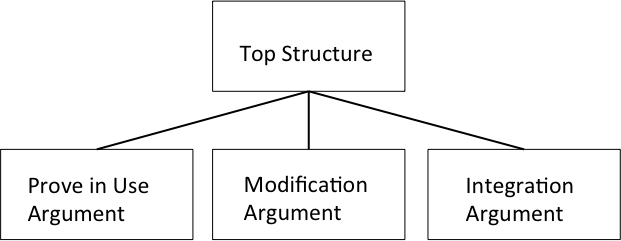 Top Structure
Prove in Use
Argument
Modification
Argument
Integration
Argument